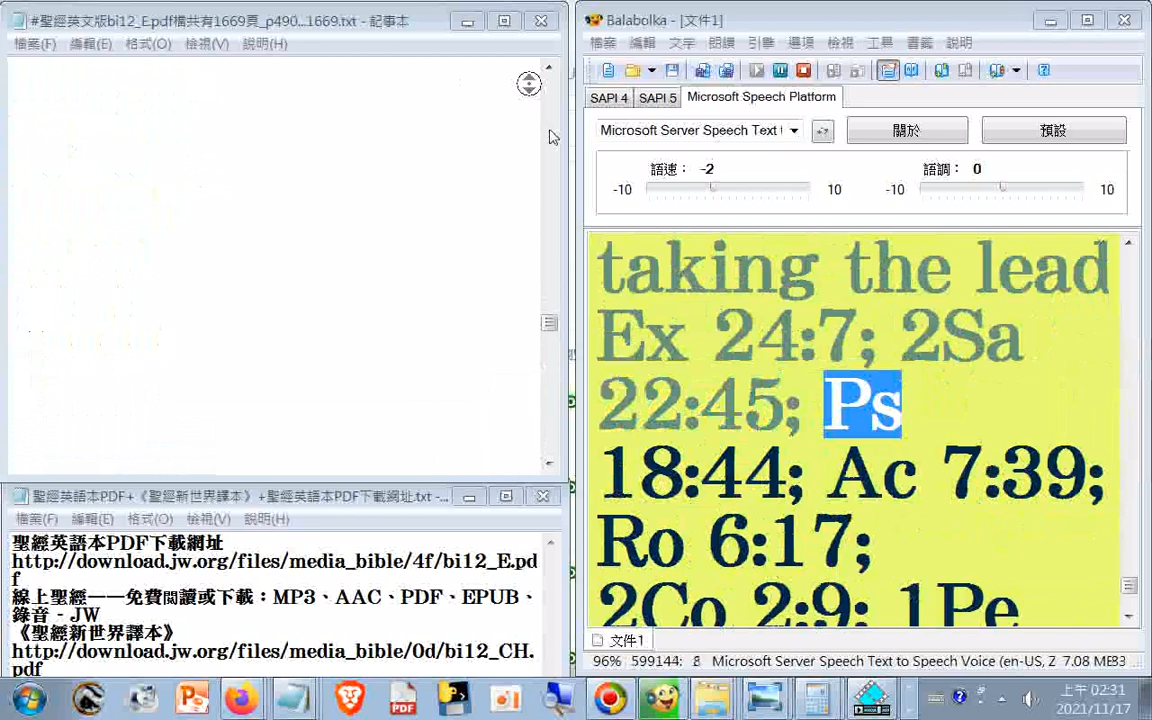 #聖經英文版bi12_E.pdf檔共有1669頁_p490...1669.txt - 記事本
檔案(F) 編輯(E) 格式(O) 檢視(V) 說明(H)
聖經英語本PDF+《聖經新世界譯本》+聖經英語本PDF下載網址.txt -...
檔案(F) 編輯(E) 格式(O) 檢視(V) 說明(H)
聖經英語本PDF下載網址
http://download.jw.org/files/media_bible/4f/bi12_E.pd
f
線上聖經——免費閱讀或下載：MP3、AAC、PDF、EPUB、
錄音 - JW
《聖經新世界譯本》
http://download.jw.org/files/media_bible/0d/bi12_CH.
pdf
Balabolka - [文件1]
檔案 編輯 文字 朗讀 引擎 選項 檢視 工具 書籤 說明
SAPI 4 SAPI 5 Microsoft Speech Platform
Microsoft Server Speech Text 關於 預設
語速： -2 語調： 0
-10 10 -10 10
taking the lead
Ex 24:7; 2Sa
22:45; Ps
18:44; Ac 7:39;
Ro 6:17;
2Co 2:9; 1Pe
文件1
96% 599144: Microsoft Server Speech Text to Speech Voice (en-US, Z 7.08 MB
上午 02:31
2021/11/17